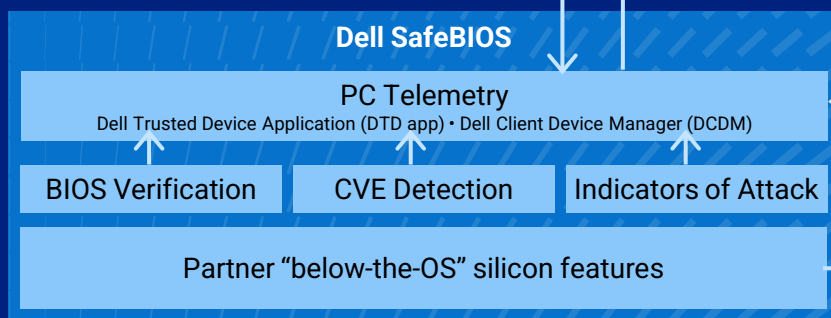 Dell SafeBIOS
PC Telemetry
Dell Trusted Device Application (DTD app) • Dell Client Device Manager (DCDM)
BIOS Verification
CVE Detection
Indicators of Attack
Partner “below-the-OS” silicon features